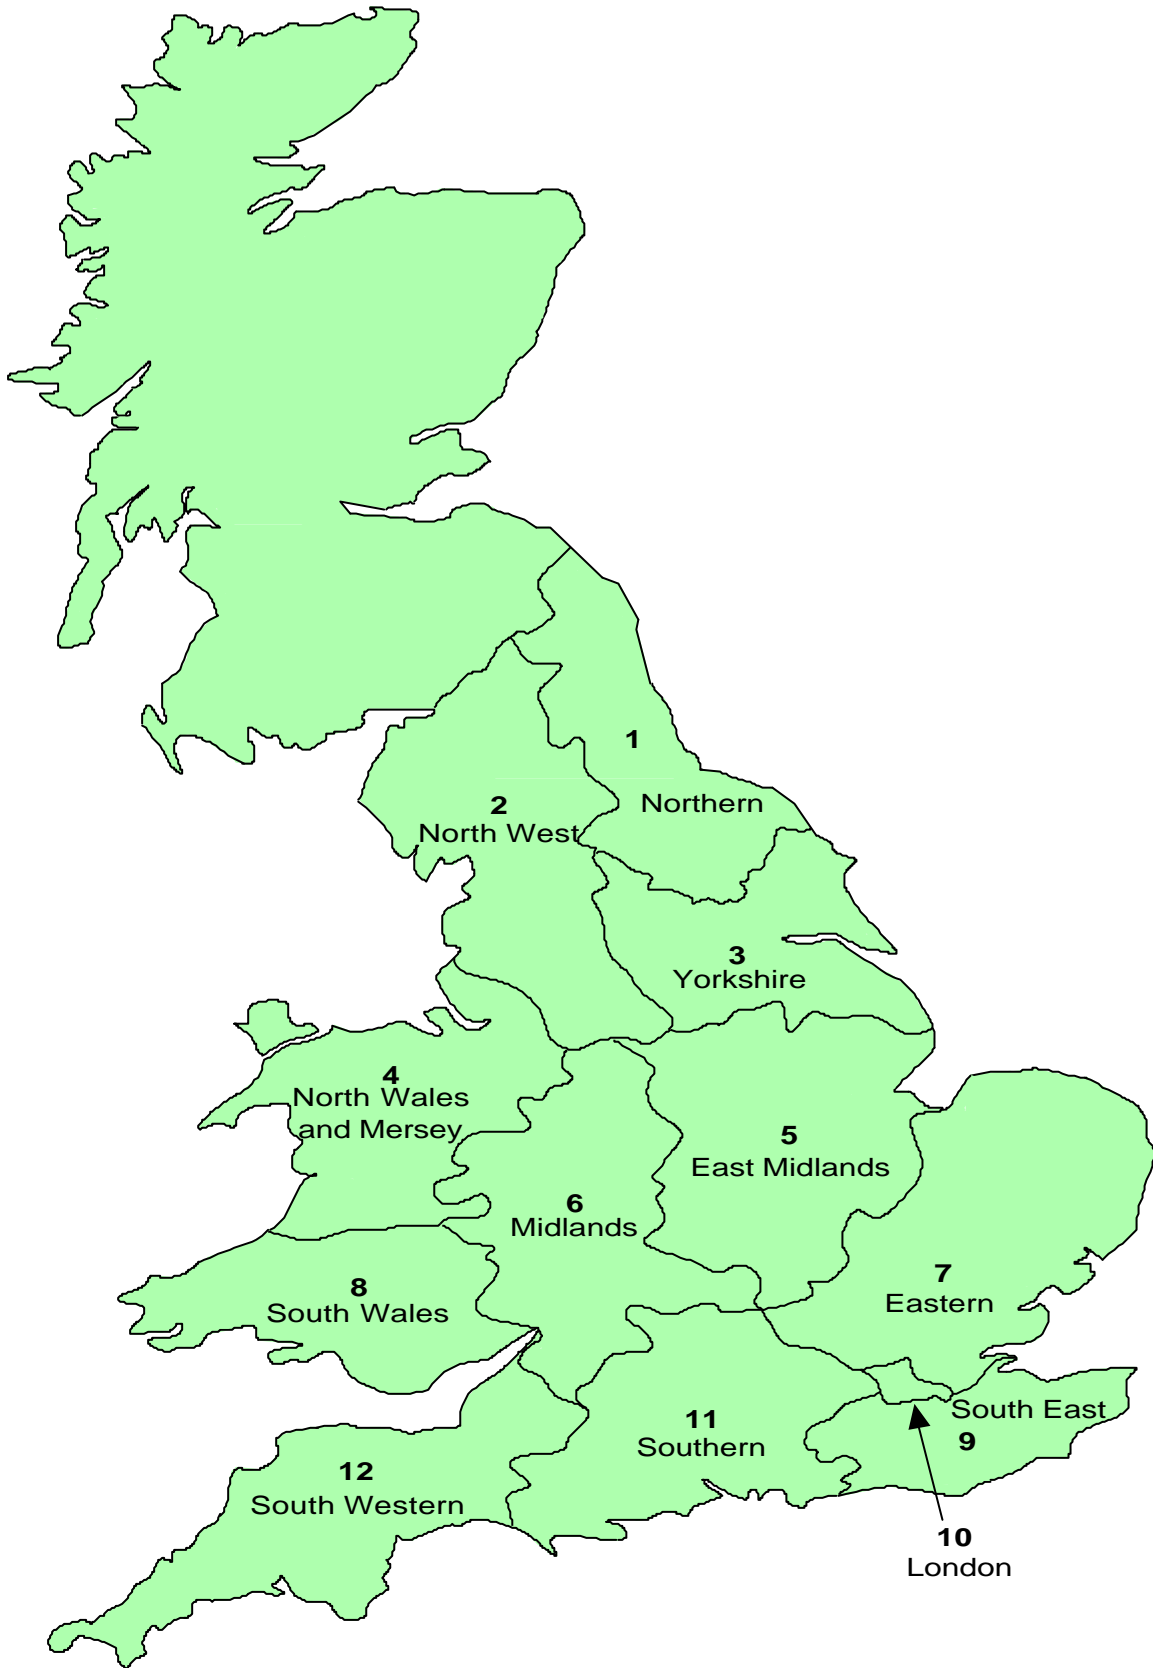 1
Northern
2
North West
3
Yorkshire
4
North Wales
and Mersey
5
East Midlands
6
Midlands
7
Eastern
8
South Wales
South East
9
11
Southern
12
South Western
10
London